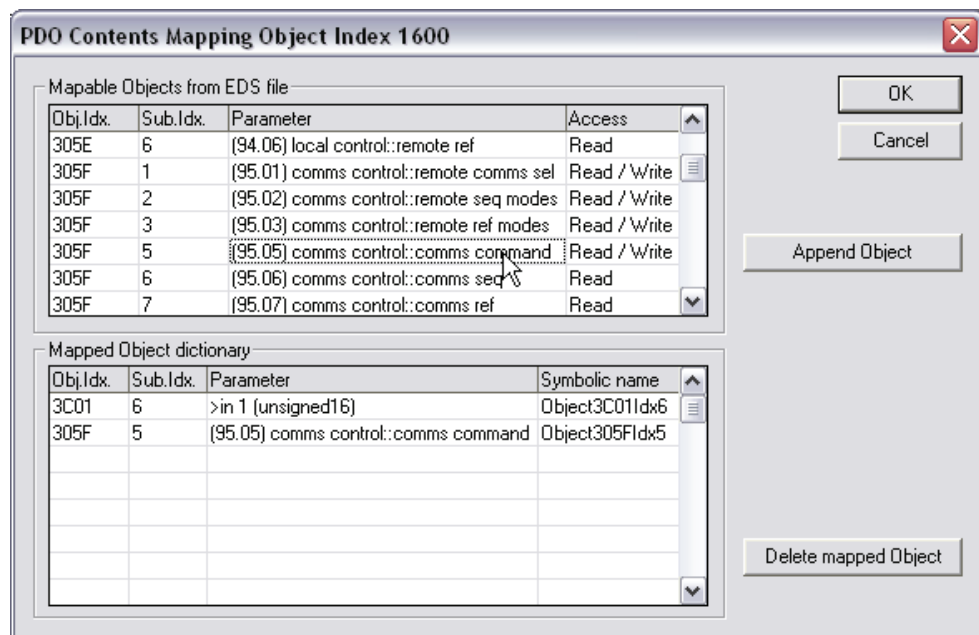 PDO Contents Mapping Object Index 1600
Mapable Objects from EDS file
Obj.Idx. Sub.Idx. Parameter Access
305E 6 (94.06) local control::remote ref Read
305F 1 (95.01) comms control::remote comms sel Read / Write
305F 2 (95.02) comms control::remote seq modes Read / Write
305F 3 (95.03) comms control::remote ref modes Read / Write
305F 5 (95.05) comms control::comms command Read / Write
305F 6 (95.06) comms control::comms seq Read
305F 7 (95.07) comms control::comms ref Read
OK
Cancel
Append Object
Mapped Object dictionary
Obj.Idx. Sub.Idx. Parameter Symbolic name
3C01 6 >in 1 (unsigned16) Object3C01Idx6
305F 5 (95.05) comms control::comms command Object305FIdx5
Delete mapped Object